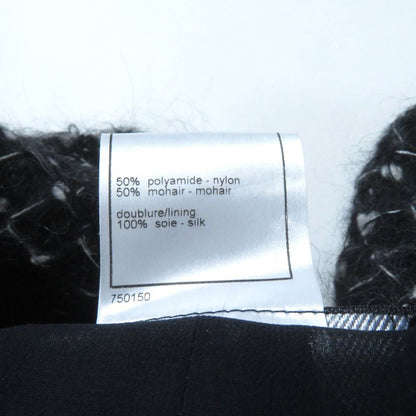 50% polyamide - nylon
50% mohair - mohair
doublure/lining
100% soie - silk
750150